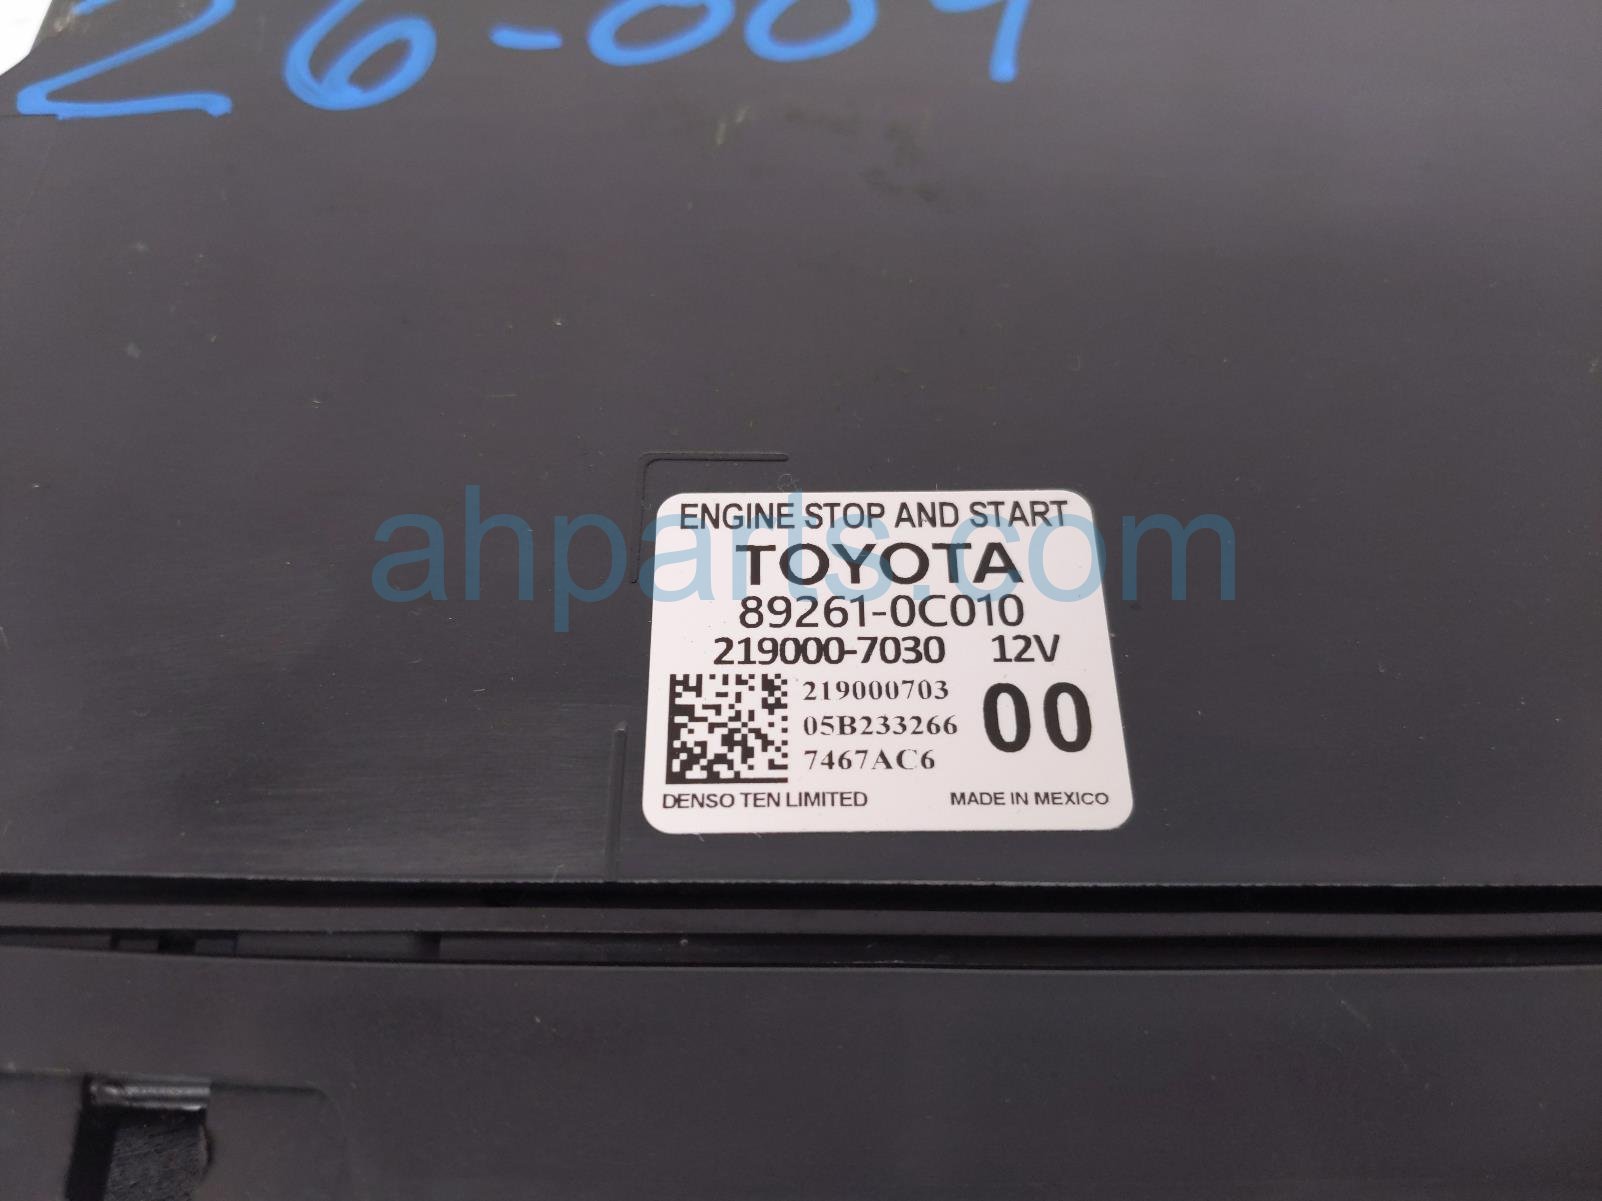 26-009
ENGINE STOP AND START
TOYOTA
ahparts.com
89261-0C010
219000-7030 12V
219000703
05B233266
7467AC6
00
DENSO TEN LIMITED
MADE IN MEXICO